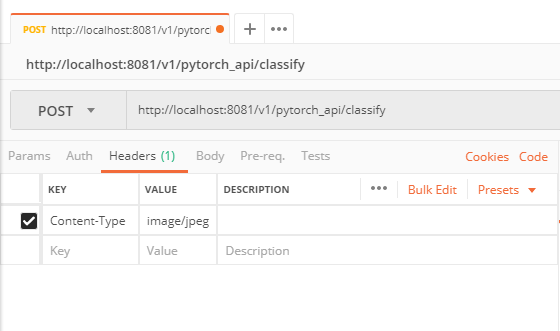 POST http://localhost:8081/v1/pytorch
http://localhost:8081/v1/pytorch_api/classify
POST http://localhost:8081/v1/pytorch_api/classify
Params Auth Headers (1) Body Pre-req. Tests Cookies Code
KEY VALUE DESCRIPTION ••• Bulk Edit Presets
Content-Type image/jpeg
Key Value Description